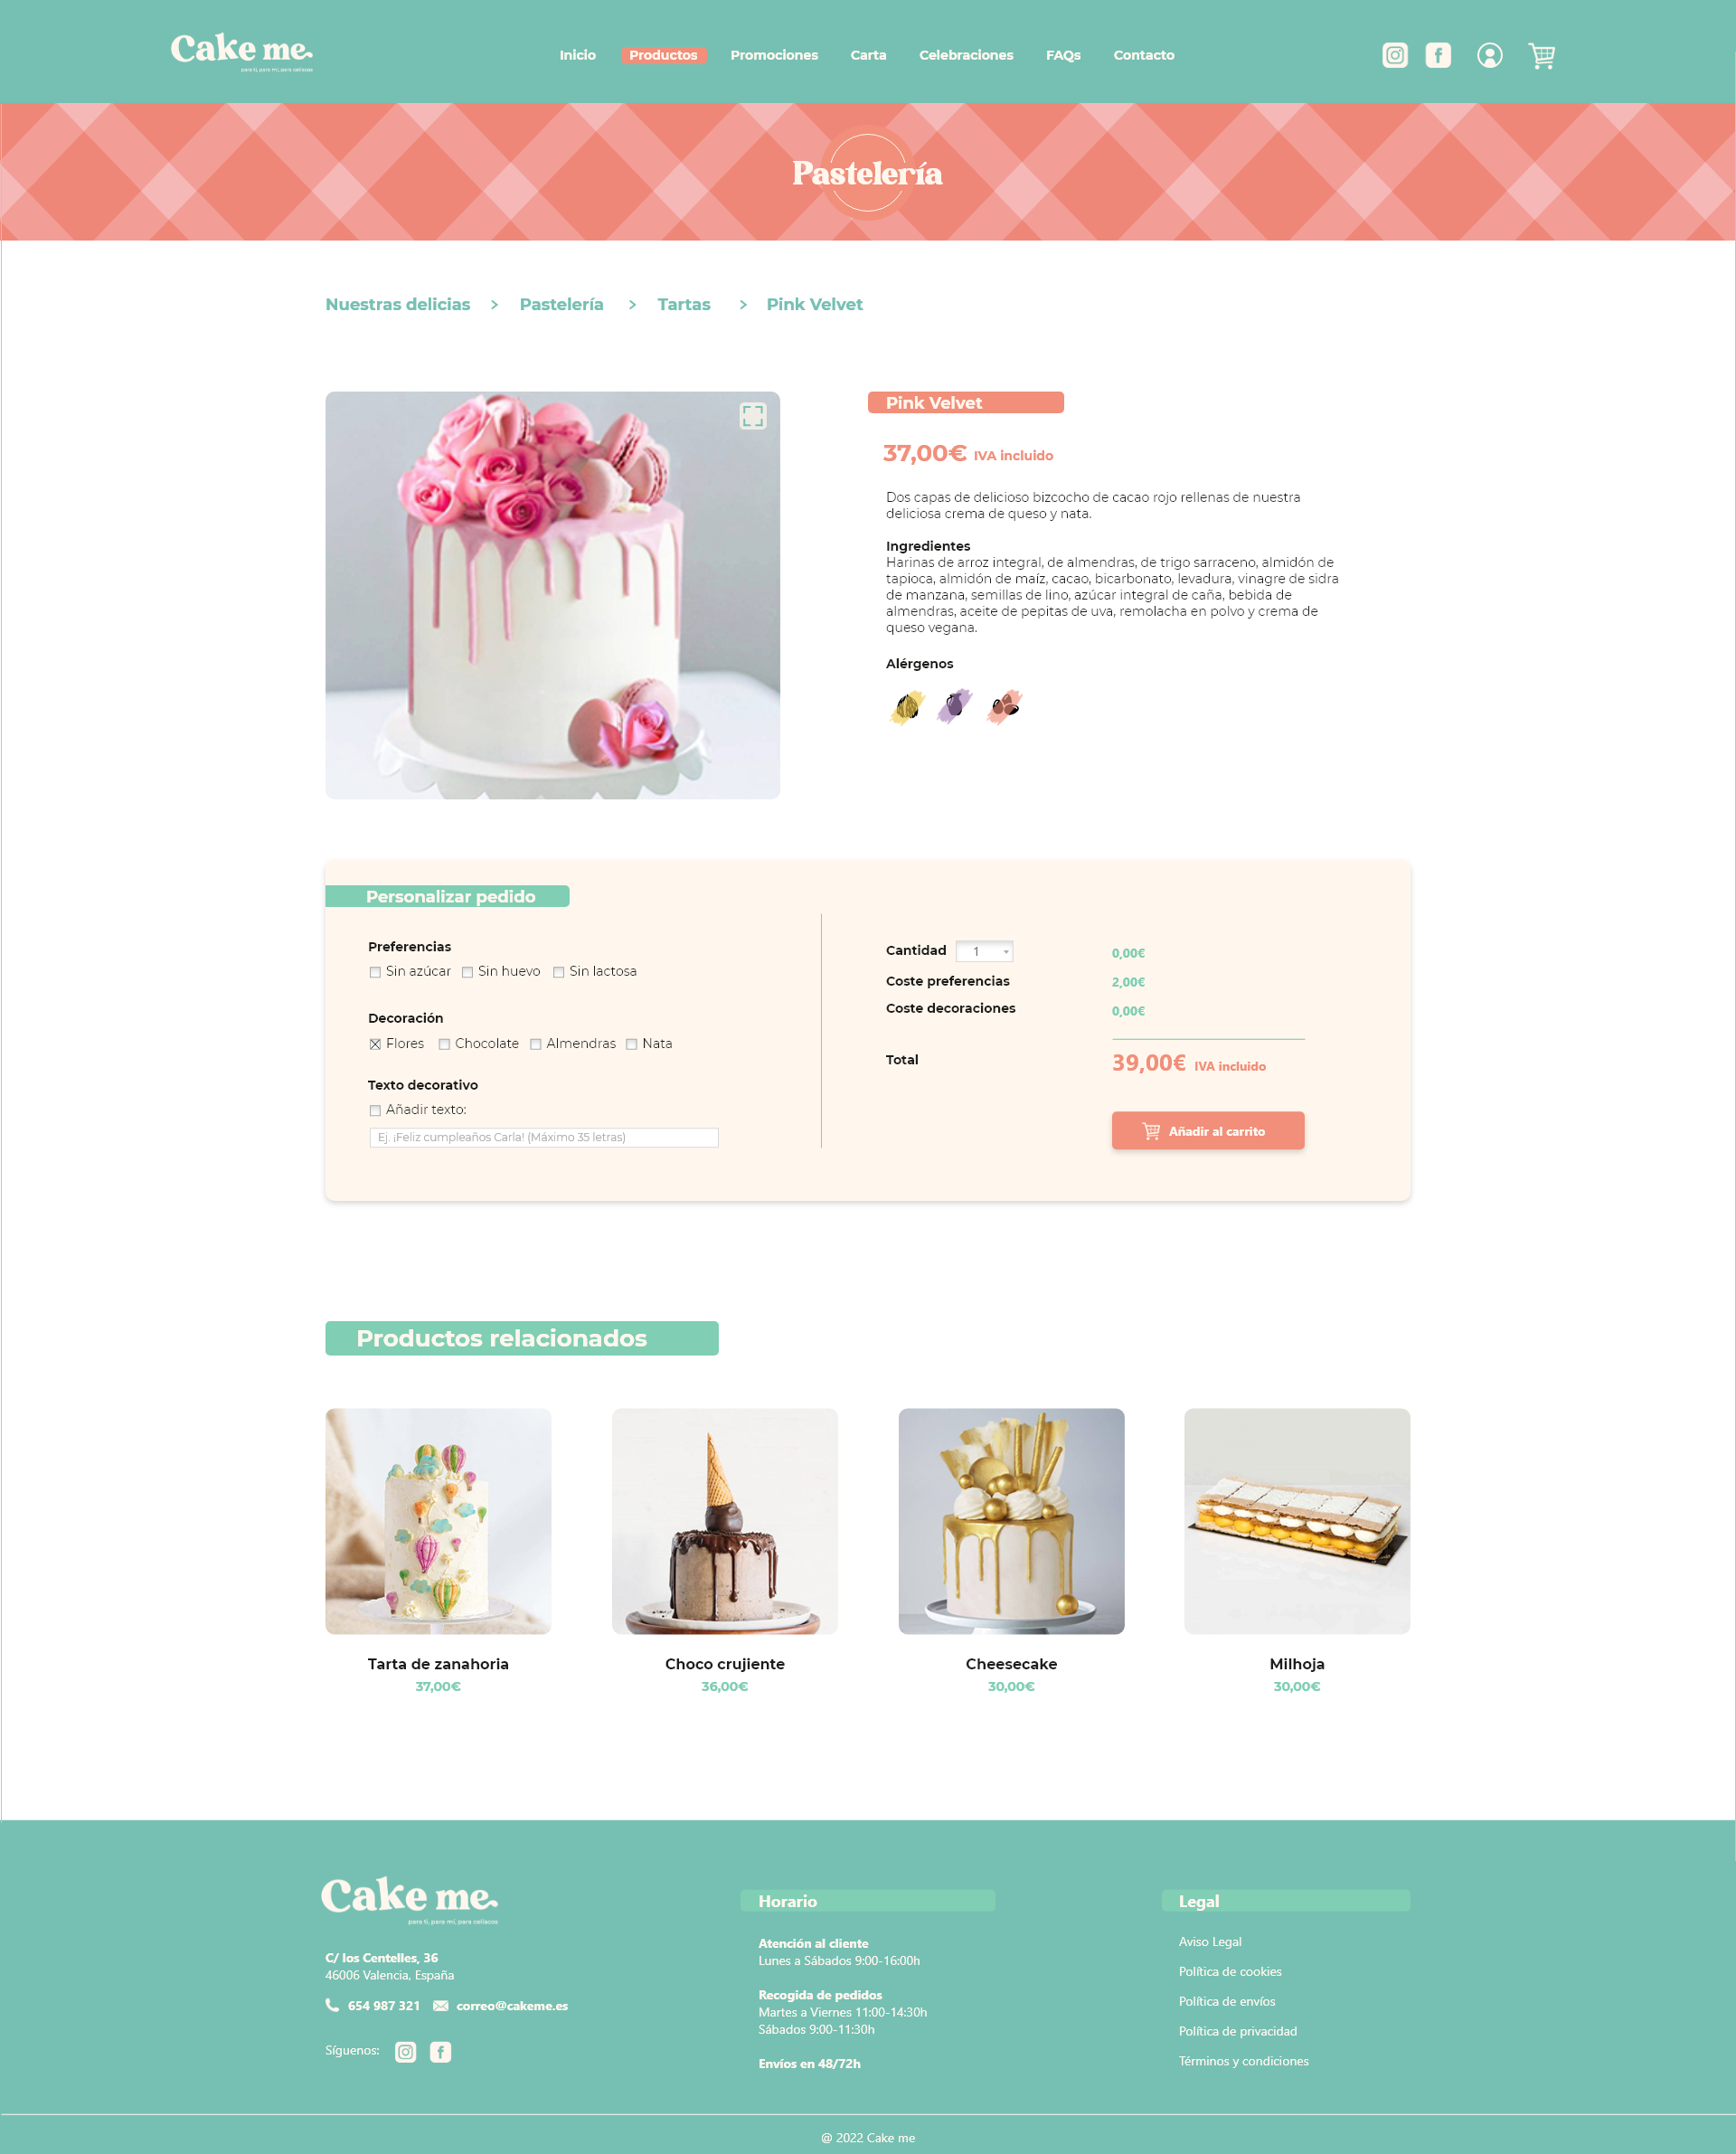 Cake me.
para ti, para mí, para celíacos
Inicio
Productos
Promociones
Carta
Celebraciones
FAQs
Contacto
Pastelería
Nuestras delicias > Pastelería > Tartas > Pink Velvet
Pink Velvet
37,00€ IVA incluido
Dos capas de delicioso bizcocho de cacao rojo rellenas de nuestra
deliciosa crema de queso y nata.
Ingredientes
Harinas de arroz integral, de almendras, de trigo sarraceno, almidón de
tapioca, almidón de maíz, cacao, bicarbonato, levadura, vinagre de sidra
de manzana, semillas de lino, azúcar integral de caña, bebida de
almendras, aceite de pepitas de uva, remolacha en polvo y crema de
queso vegana.
Alérgenos
Personalizar pedido
Preferencias
Sin azúcar
Sin huevo
Sin lactosa
Decoración
Flores
Chocolate
Almendras
Nata
Texto decorativo
Añadir texto:
Ej. ¡Feliz cumpleaños Carla! (Máximo 35 letras)
Cantidad 1 0,00€
Coste preferencias 2,00€
Coste decoraciones 0,00€
Total 39,00€ IVA incluido
Añadir al carrito
Productos relacionados
Tarta de zanahoria
37,00€
Choco crujiente
36,00€
Cheesecake
30,00€
Milhoja
30,00€
Cake me.
para ti, para mí, para celíacos
C/ los Centelles, 36
46006 Valencia, España
654 987 321
correo@cakeme.es
Síguenos:
Horario
Atención al cliente
Lunes a Sábados 9:00-16:00h
Recogida de pedidos
Martes a Viernes 11:00-14:30h
Sábados 9:00-11:30h
Envíos en 48/72h
Legal
Aviso Legal
Política de cookies
Política de envíos
Política de privacidad
Términos y condiciones
@ 2022 Cake me